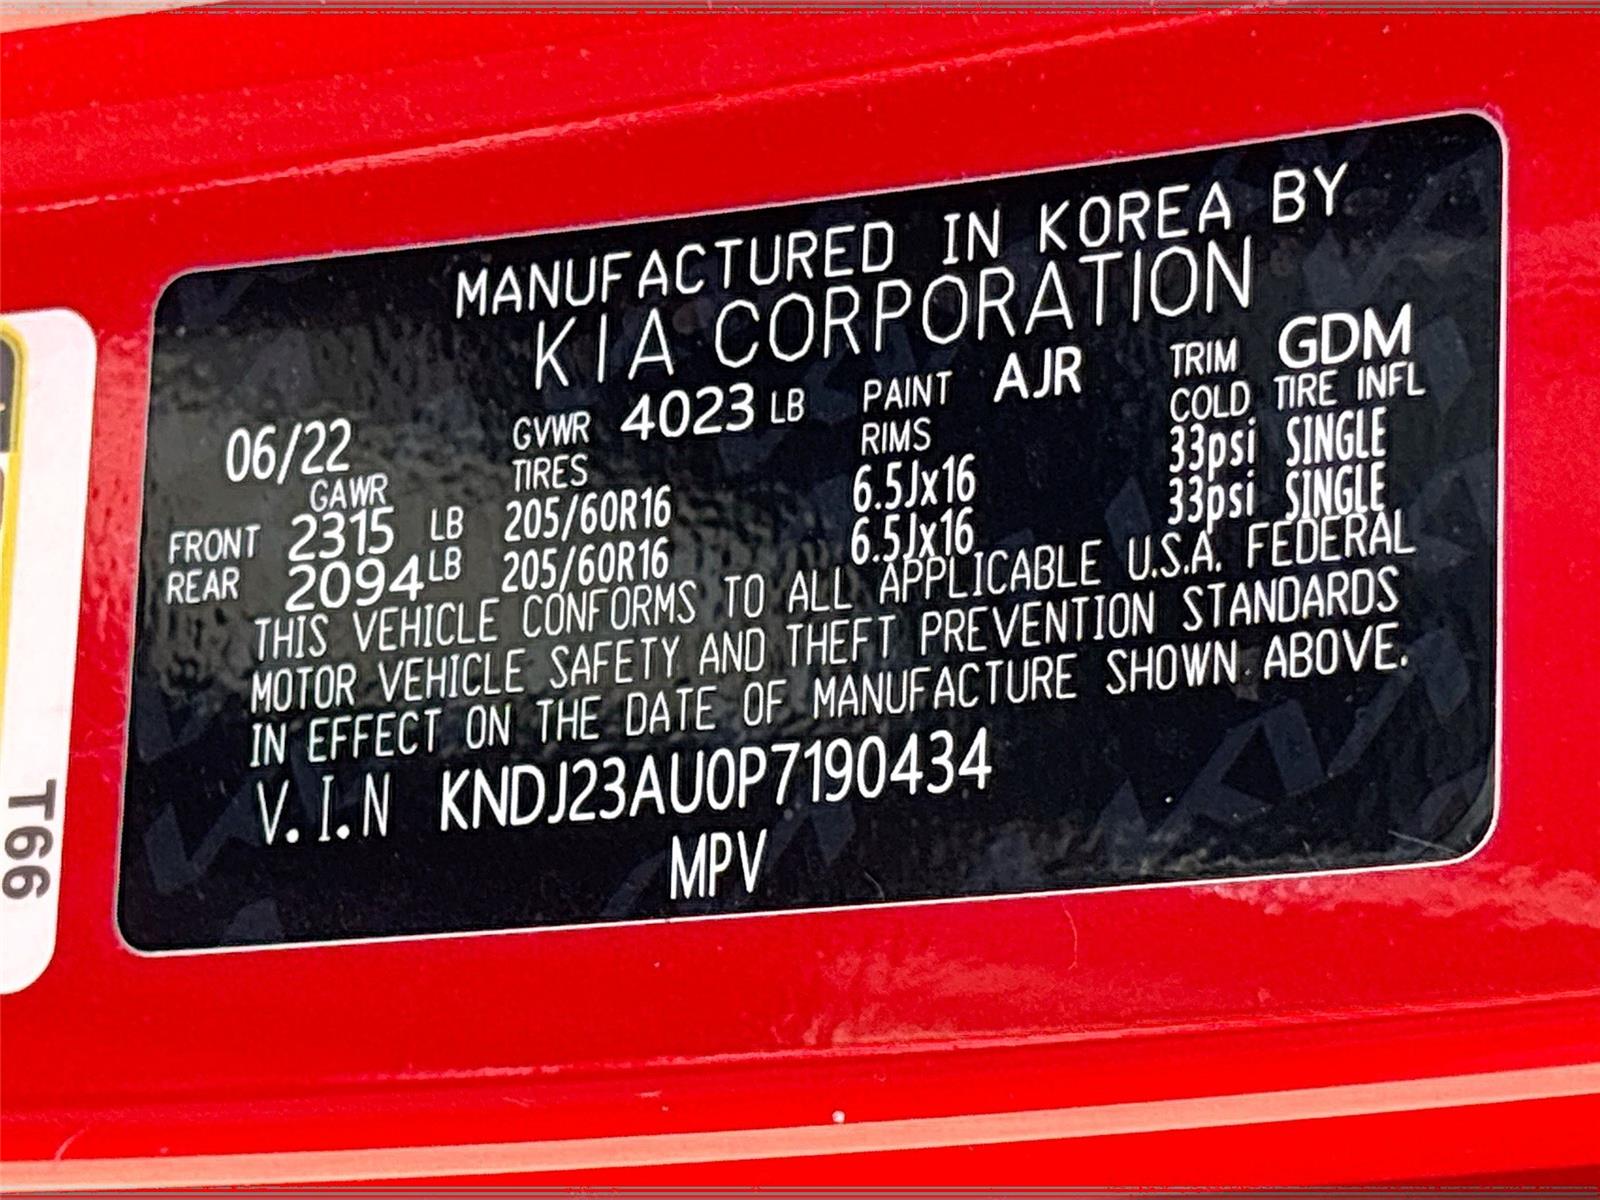 MANUFACTURED IN KOREA BY
KIA CORPORATION
06/22 GVWR 4023 LB PAINT AJR TRIM GDM
GAWR TIRES RIMS COLD TIRE INFL
FRONT 2315 LB 205/60R16 6.5Jx16 33psi SINGLE
REAR 2094 LB 205/60R16 6.5Jx16 33psi SINGLE
THIS VEHICLE CONFORMS TO ALL APPLICABLE U.S.A. FEDERAL
MOTOR VEHICLE SAFETY AND THEFT PREVENTION STANDARDS
IN EFFECT ON THE DATE OF MANUFACTURE SHOWN ABOVE.
V.I.N KNDJ23AU0P7190434
MPV
T66